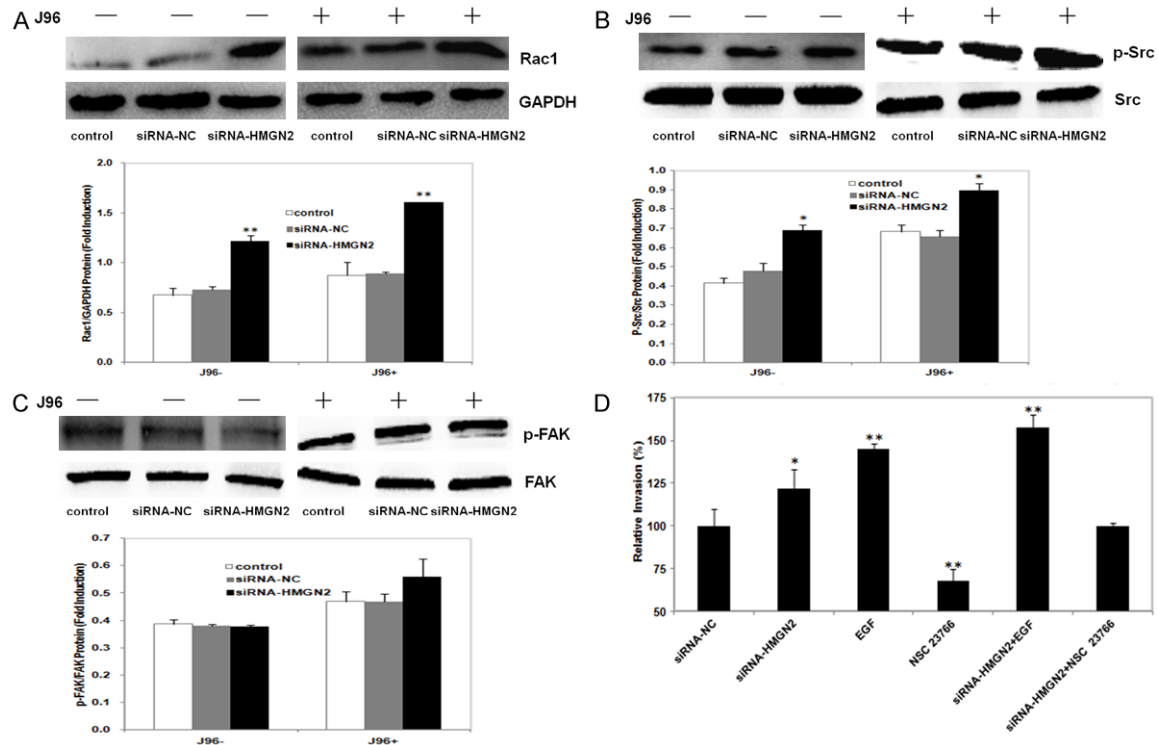 A
J96 — — — + + +
Rac1
GAPDH
control siRNA-NC siRNA-HMGN2 control siRNA-NC siRNA-HMGN2
Rac1/GAPDH Protein (Fold Induction)
2.0
1.5
1.0
0.5
0.0
**
**
control
siRNA-NC
siRNA-HMGN2
J96- J96+
B
J96 — — — + + +
p-Src
Src
control siRNA-NC siRNA-HMGN2 control siRNA-NC siRNA-HMGN2
P-Src/Src Protein (Fold Induction)
1.0
0.9
0.8
0.7
0.6
0.5
0.4
0.3
0.2
0.1
0.0
*
*
control
siRNA-NC
siRNA-HMGN2
J96- J96+
C
J96 — — — + + +
p-FAK
FAK
control siRNA-NC siRNA-HMGN2 control siRNA-NC siRNA-HMGN2
p-FAK/FAK Protein (Fold Induction)
0.7
0.6
0.5
0.4
0.3
0.2
0.1
0.0
control
siRNA-NC
siRNA-HMGN2
J96- J96+
D
Relative Invasion (%)
175
150
125
100
75
50
*
**
**
**
siRNA-NC
siRNA-HMGN2
EGF
NSC 23766
siRNA-HMGN2+EGF
siRNA-HMGN2+NSC 23766